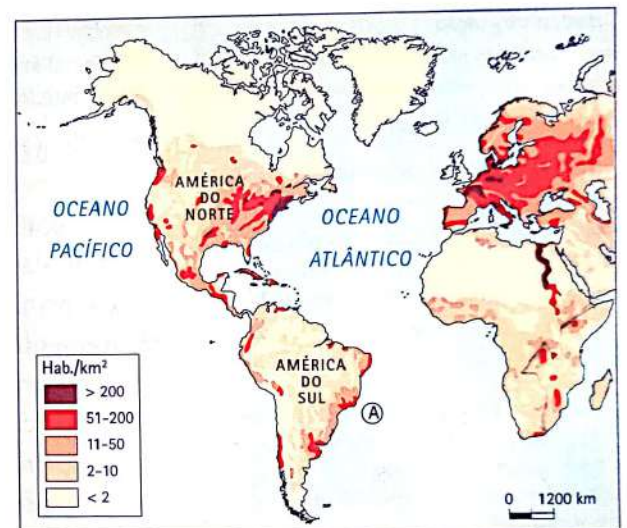 AMÉRICA
DO
NORTE
OCEANO
PACÍFICO
OCEANO
ATLÂNTICO
AMÉRICA
DO
SUL
A
Hab./km²
> 200
51-200
11-50
2-10
< 2
0 1200 km